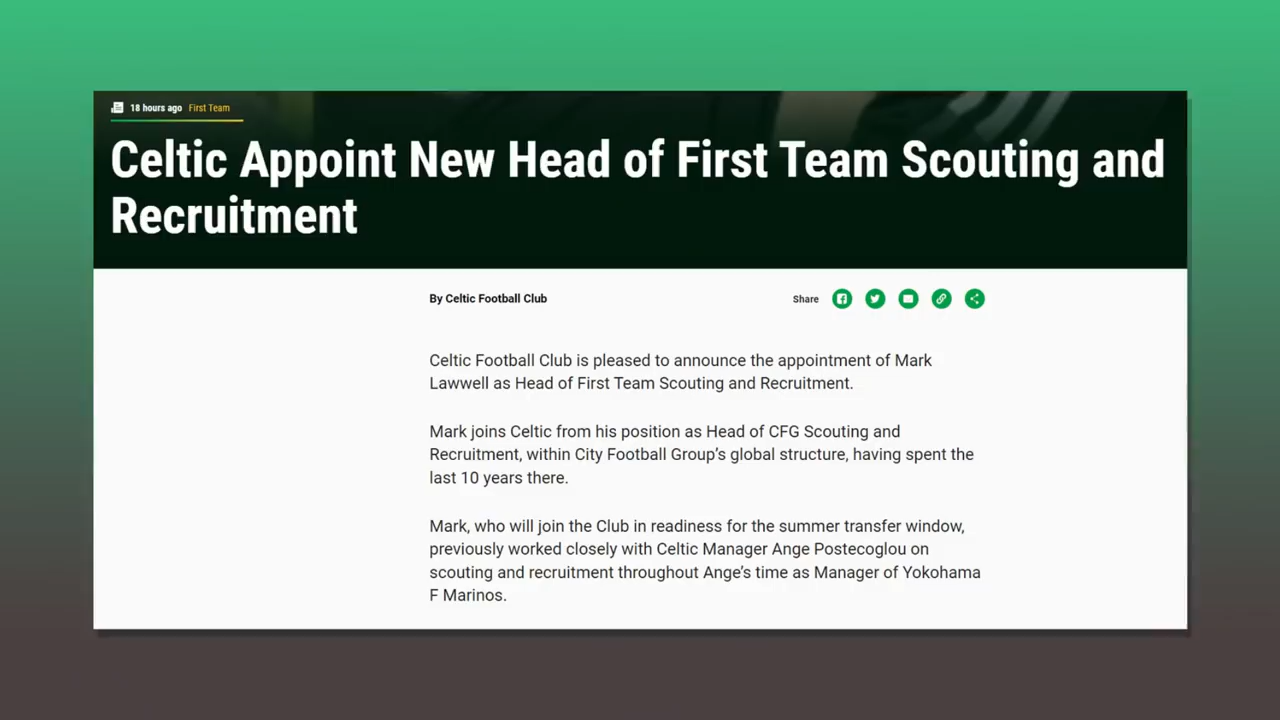 18 hours ago First Team
Celtic Appoint New Head of First Team Scouting and
Recruitment
By Celtic Football Club
Share
Celtic Football Club is pleased to announce the appointment of Mark
Lawwell as Head of First Team Scouting and Recruitment.
Mark joins Celtic from his position as Head of CFG Scouting and
Recruitment, within City Football Group’s global structure, having spent the
last 10 years there.
Mark, who will join the Club in readiness for the summer transfer window,
previously worked closely with Celtic Manager Ange Postecoglou on
scouting and recruitment throughout Ange’s time as Manager of Yokohama
F Marinos.